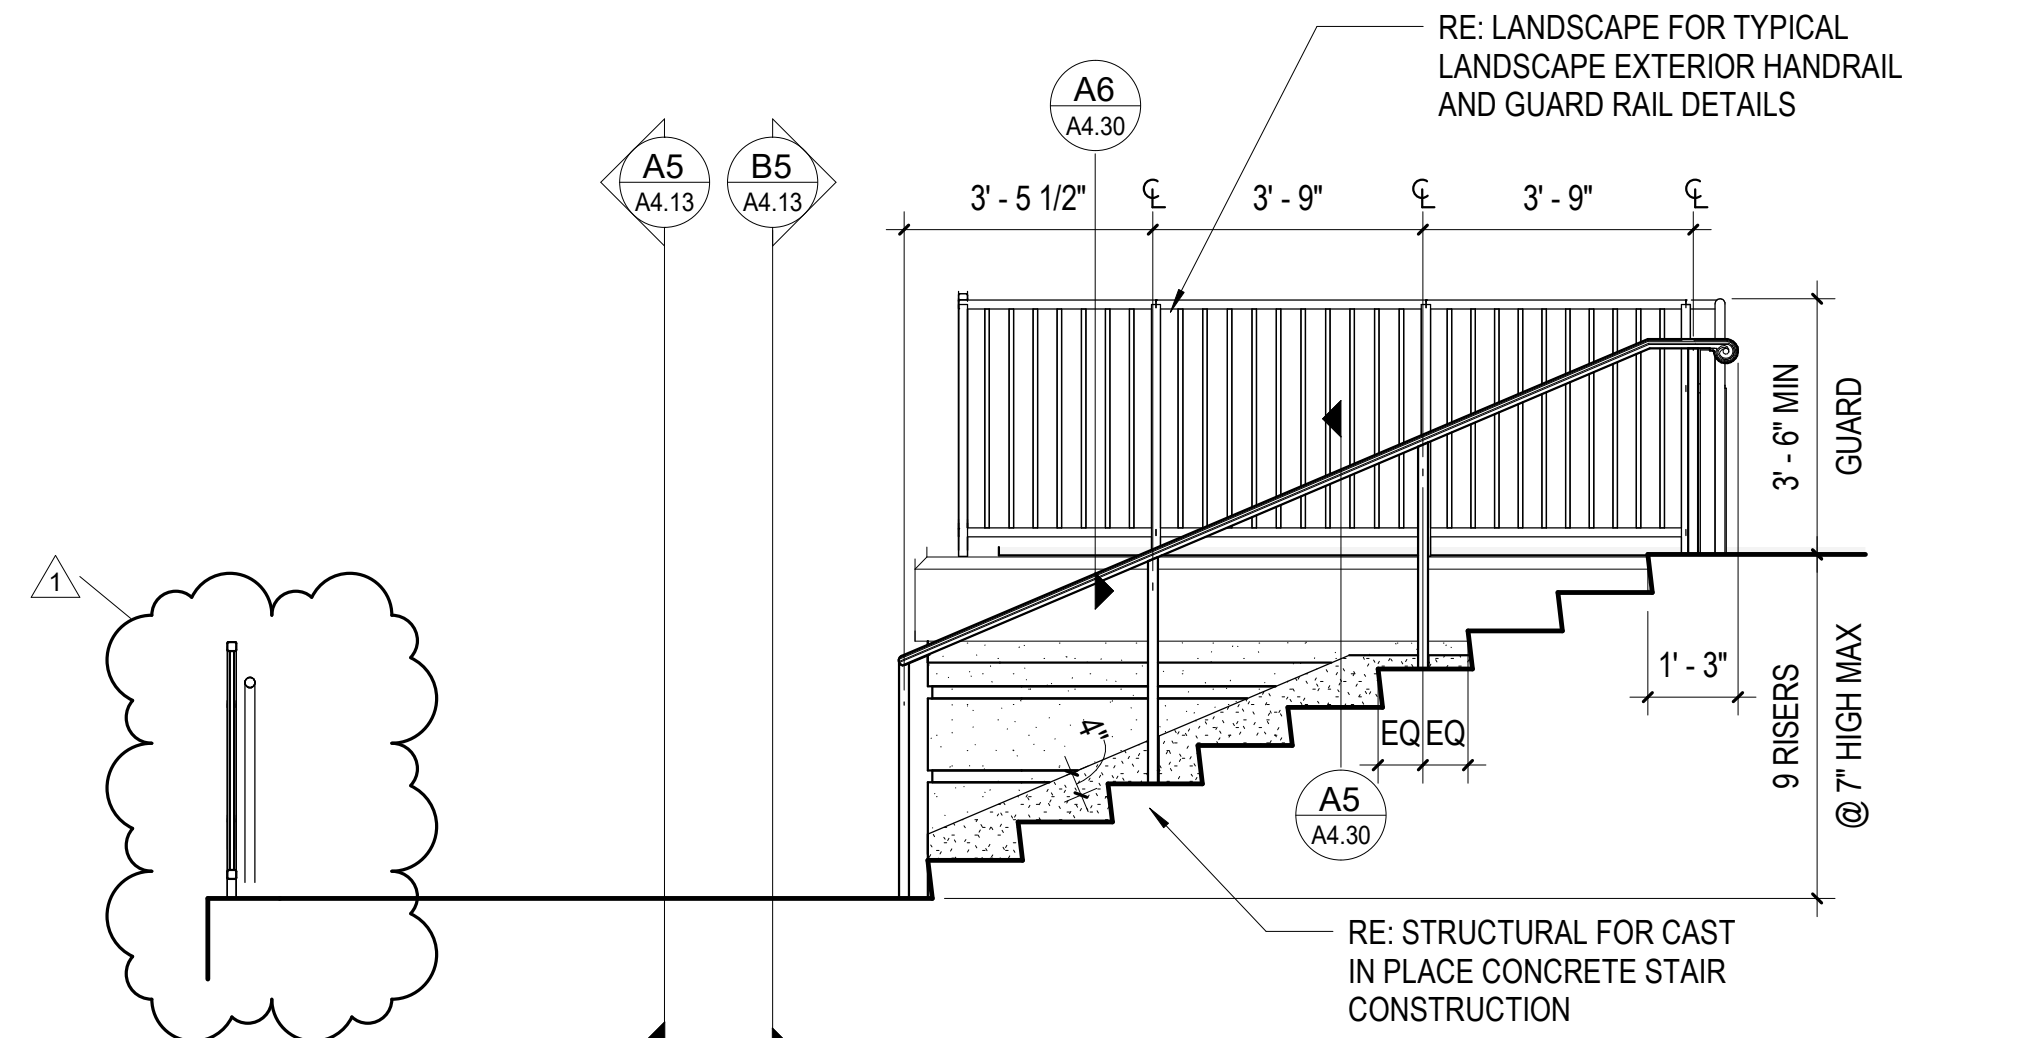 RE: LANDSCAPE FOR TYPICAL
LANDSCAPE EXTERIOR HANDRAIL
AND GUARD RAIL DETAILS
A6
A4.30
A5
A4.13
B5
A4.13
3' - 5 1/2"
℄
3' - 9"
℄
3' - 9"
℄
3' - 6" MIN
GUARD
1
1' - 3"
9 RISERS
@ 7" HIGH MAX
4"
EQ EQ
A5
A4.30
RE: STRUCTURAL FOR CAST
IN PLACE CONCRETE STAIR
CONSTRUCTION